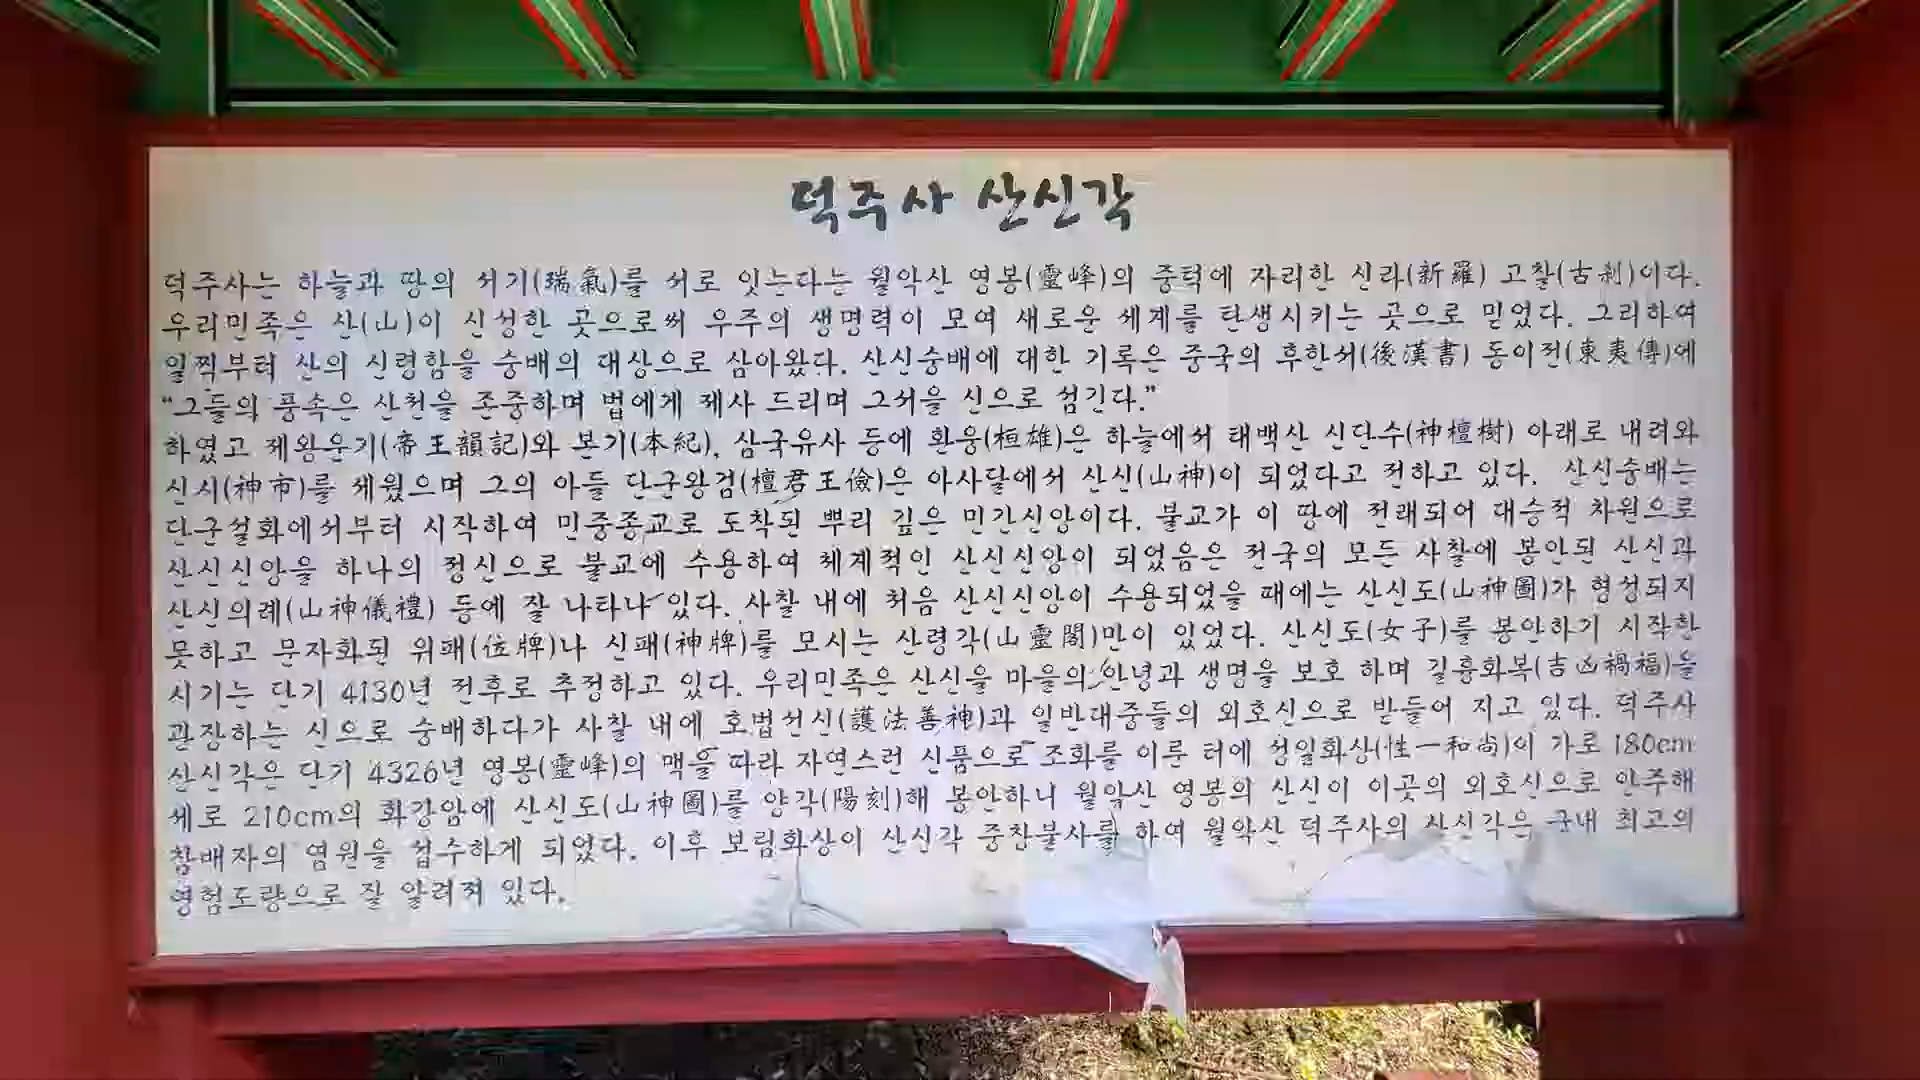 덕주사 산신각
덕주사는 하늘과 땅의 서기(瑞氣)를 서로 잇는다는 월악산 영봉(靈峰)의 중턱에 자리한 신라(新羅) 고찰(古刹)이다.
우리민족은 산(山)이 신성한 곳으로써 우주의 생명력이 모여 새로운 세계를 탄생시키는 곳으로 믿었다. 그리하여
일찍부터 산의 신령함을 숭배의 대상으로 삼아왔다. 산신숭배에 대한 기록은 중국의 후한서(後漢書) 동이전(東夷傳)에
“그들의 풍속은 산천을 존중하며 범에게 제사 드리며 그서을 신으로 섬긴다.”
하였고 제왕운기(帝王韻記)와 본기(本紀), 삼국유사 등에 환웅(桓雄)은 하늘에서 태백산 신단수(神檀樹) 아래로 내려와
신시(神市)를 세웠으며 그의 아들 단군왕검(檀君王儉)은 아사달에서 산신(山神)이 되었다고 전하고 있다. 산신숭배는
단군설화에서부터 시작하여 민중종교로 도착된 뿌리 깊은 민간신앙이다. 불교가 이 땅에 전래되어 대승적 차원으로
산신신앙을 하나의 정신으로 불교에 수용하여 체계적인 산신신앙이 되었음은 전국의 모든 사찰에 봉안된 산신과
산신의례(山神儀禮) 등에 잘 나타나 있다. 사찰 내에 처음 산신신앙이 수용되었을 때에는 산신도(山神圖)가 형성되지
못하고 문자화된 위패(位牌)나 신패(神牌)를 모시는 산령각(山靈閣)만이 있었다. 산신도(女子)를 봉안하기 시작한
시기는 단기 4130년 전후로 추정하고 있다. 우리민족은 산신을 마을의 안녕과 생명을 보호 하며 길흉화복(吉凶禍福)을
관장하는 신으로 숭배하다가 사찰 내에 호법선신(護法善神)과 일반대중들의 외호신으로 받들어 지고 있다. 덕주사
산신각은 단기 4326년 영봉(靈峰)의 맥을 따라 자연스런 신품으로 조화를 이룬 터에 성일화상(性一和尚)이 가로 180cm
세로 210cm의 화강암에 산신도(山神圖)를 양각(陽刻)해 봉안하니 월악산 영봉의 산신이 이곳의 외호신으로 안주해
참배자의 염원을 섭수하게 되었다. 이후 보림화상이 산신각 중창불사를 하여 월악산 덕주사의 산신각은 국내 최고의
영험도량으로 잘 알려져 있다.